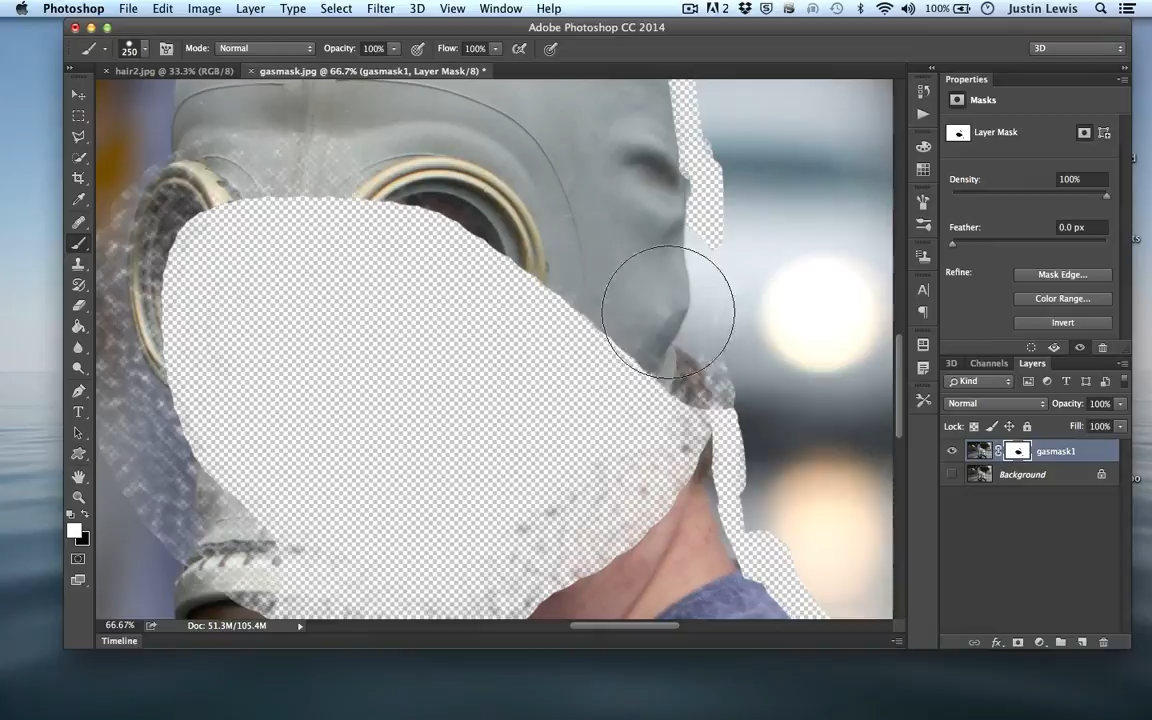 Photoshop File Edit Image Layer Type Select Filter 3D View Window Help 2 100% Justin Lewis
Adobe Photoshop CC 2014
250 Mode: Normal Opacity: 100% Flow: 100% 3D
× hair2.jpg @ 33.3% (RGB/8) × gasmask.jpg @ 66.7% (gasmask1, Layer Mask/8) *
Properties
Masks
Layer Mask
Density: 100%
Feather: 0.0 px
Refine: Mask Edge...
Color Range...
Invert
3D Channels Layers
Kind
Normal Opacity: 100%
Lock: Fill: 100%
gasmask1
Background
66.67% Doc: 51.3M/105.4M
Timeline